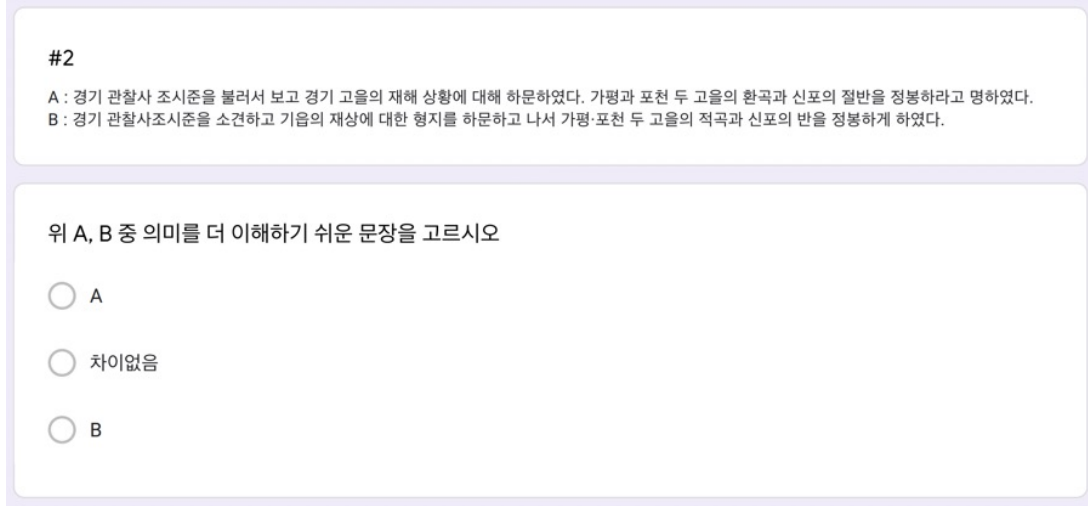 #2
A : 경기 관찰사 조시준을 불러서 보고 경기 고을의 재해 상황에 대해 하문하였다. 가평과 포천 두 고을의 환곡과 신포의 절반을 정봉하라고 명하였다.
B : 경기 관찰사조시준을 소견하고 기읍의 재상에 대한 형지를 하문하고 나서 가평·포천 두 고을의 적곡과 신포의 반을 정봉하게 하였다.
위 A, B 중 의미를 더 이해하기 쉬운 문장을 고르시오
A
차이없음
B